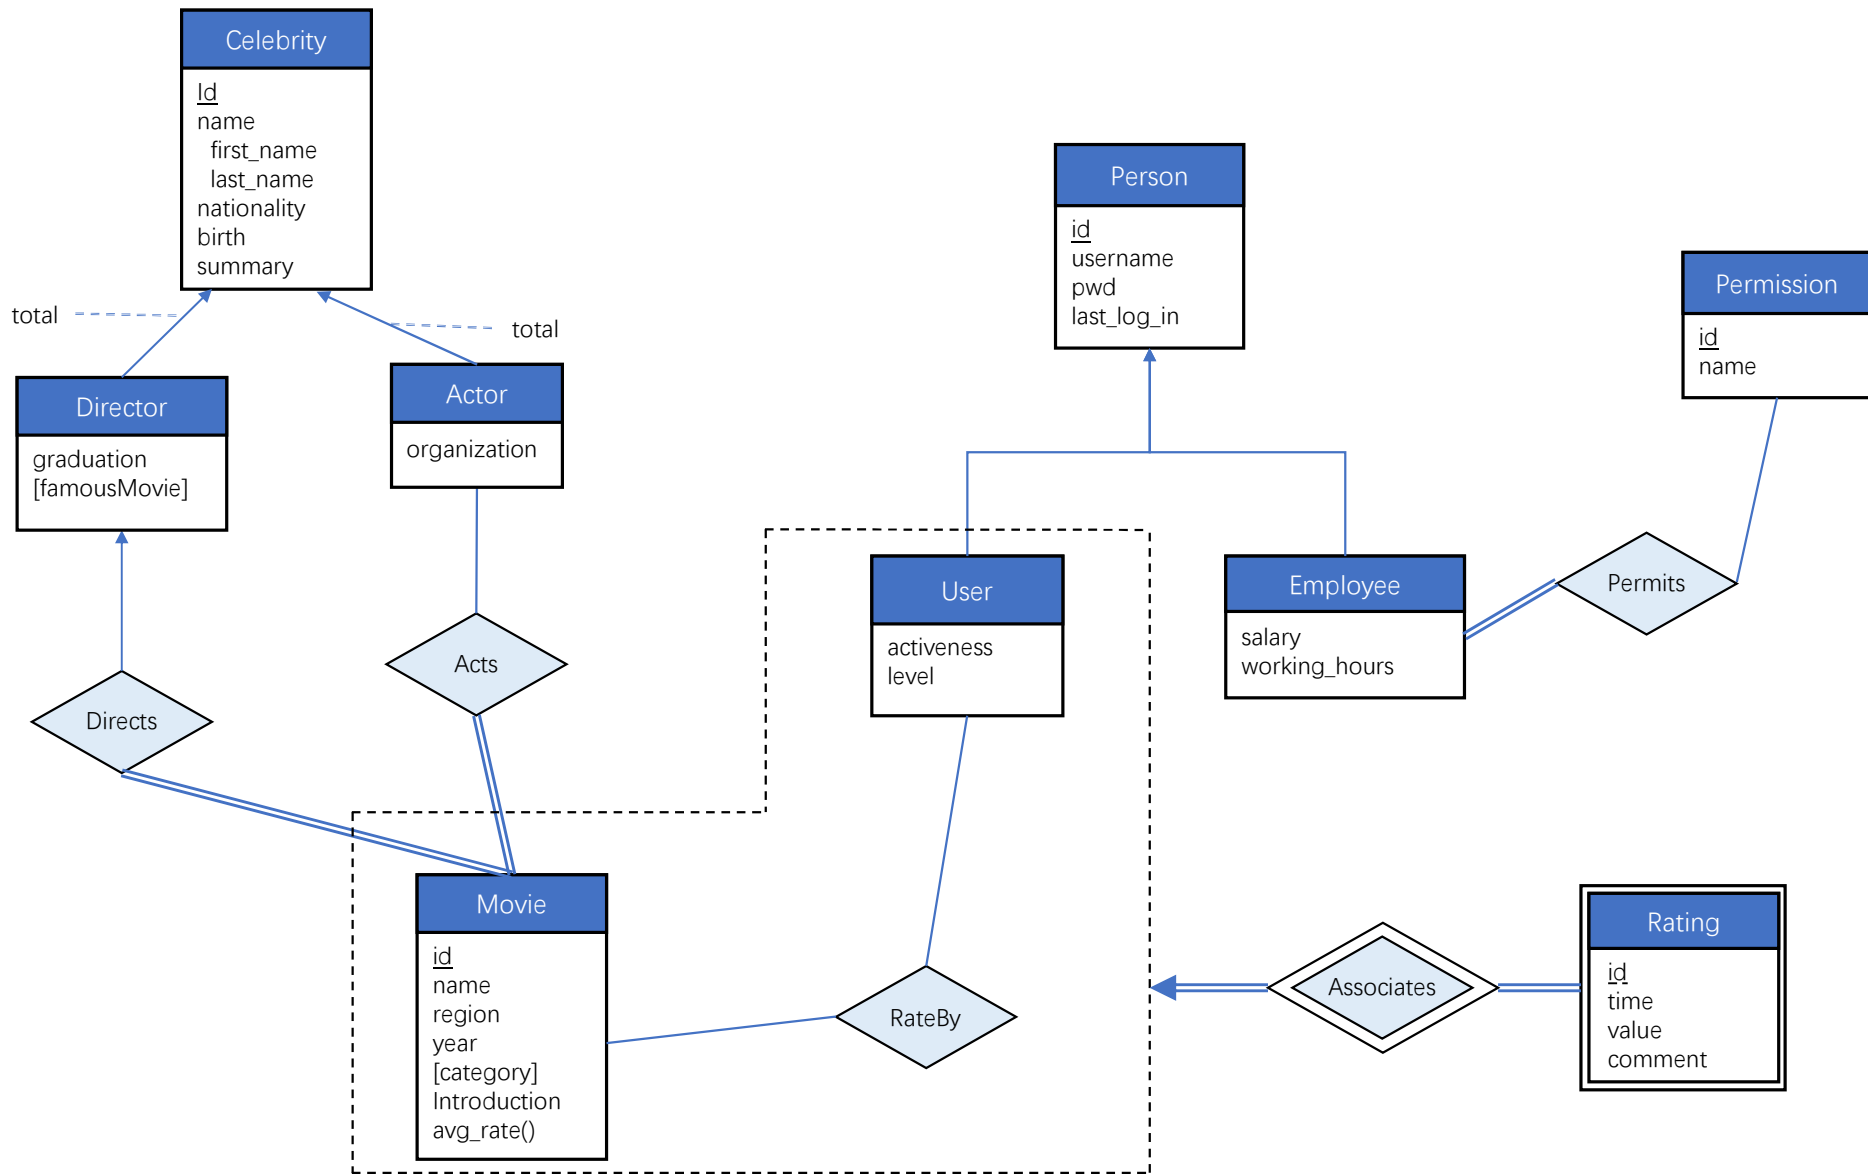 Celebrity
Id
name
first_name
last_name
nationality
birth
summary
total
total
Director
graduation
[famousMovie]
Actor
organization
Person
id
username
pwd
last_log_in
Permission
id
name
User
activeness
level
Employee
salary
working_hours
Permits
Acts
Directs
Movie
id
name
region
year
[category]
Introduction
avg_rate()
RateBy
Associates
Rating
id
time
value
comment